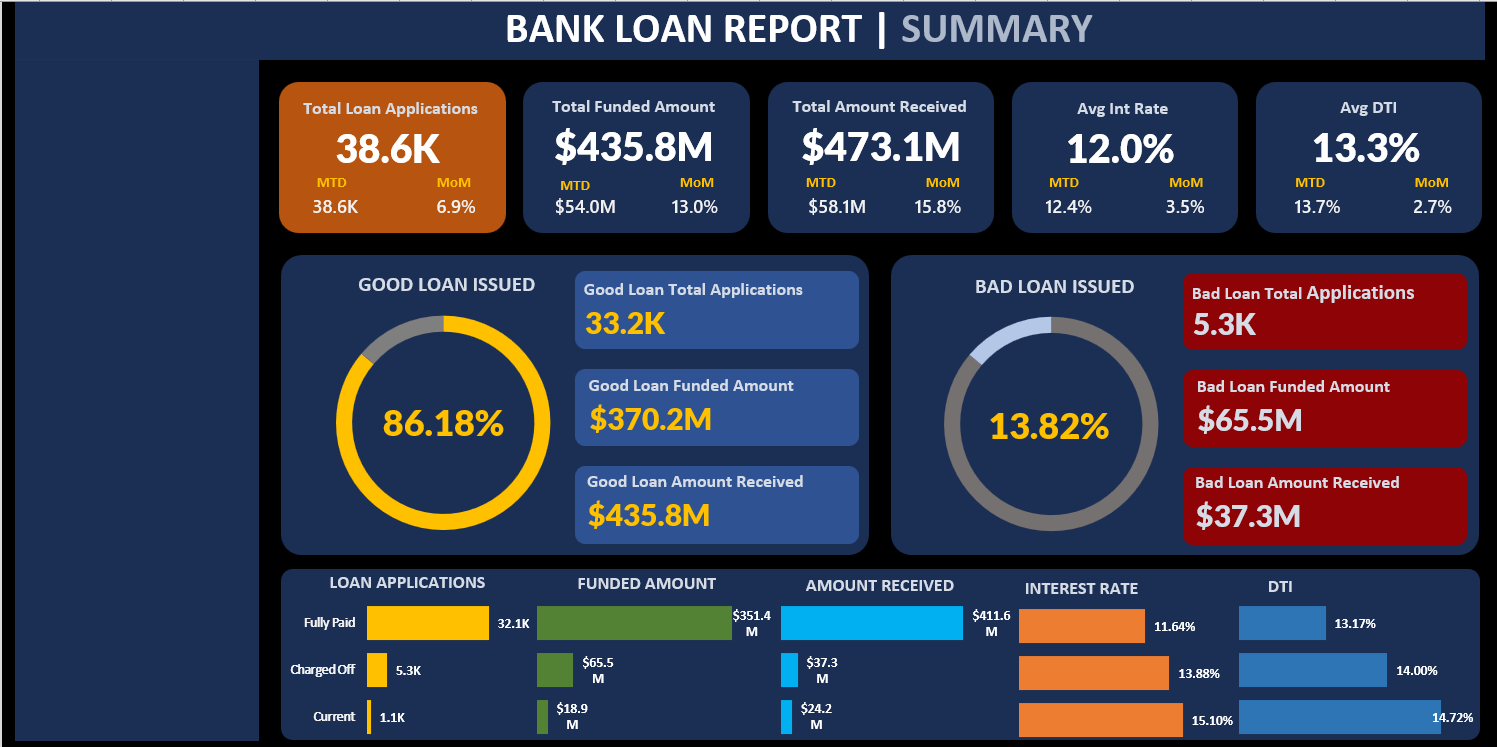 BANK LOAN REPORT | SUMMARY
Total Loan Applications
38.6K
MTD MoM
38.6K 6.9%
Total Funded Amount
$435.8M
MTD MoM
$54.0M 13.0%
Total Amount Received
$473.1M
MTD MoM
$58.1M 15.8%
Avg Int Rate
12.0%
MTD MoM
12.4% 3.5%
Avg DTI
13.3%
MTD MoM
13.7% 2.7%
GOOD LOAN ISSUED
86.18%
Good Loan Total Applications
33.2K
Good Loan Funded Amount
$370.2M
Good Loan Amount Received
$435.8M
BAD LOAN ISSUED
13.82%
Bad Loan Total Applications
5.3K
Bad Loan Funded Amount
$65.5M
Bad Loan Amount Received
$37.3M
LOAN APPLICATIONS
Fully Paid 32.1K
Charged Off 5.3K
Current 1.1K
FUNDED AMOUNT
$351.4
M
$65.5
M
$18.9
M
AMOUNT RECEIVED
$411.6
M
$37.3
M
$24.2
M
INTEREST RATE
11.64%
13.88%
15.10%
DTI
13.17%
14.00%
14.72%